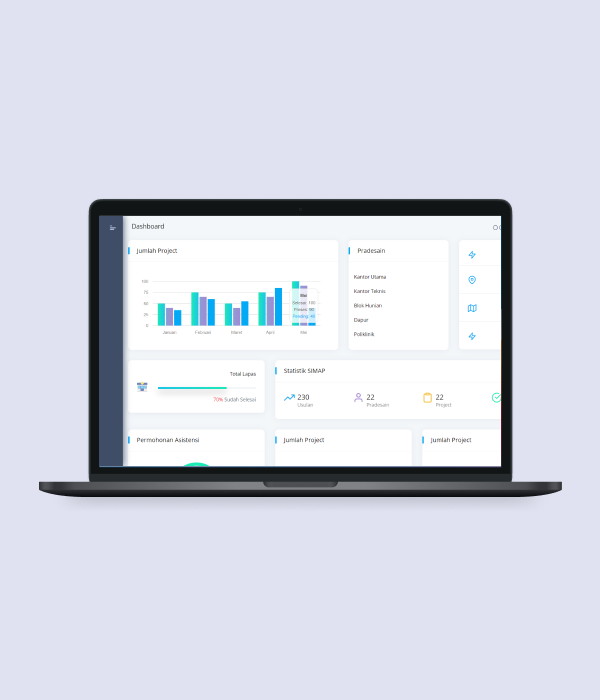 Dashboard
Jumlah Project
100
75
50
25
0
Januari
Februari
Maret
April
Mei
Mei
Selesai: 100
Proses: 90
Pending: 80
Pradesain
Kantor Utama
Kantor Teknis
Blok Hunian
Dapur
Poliklinik
Total Lapas
70% Sudah Selesai
Statistik SIMAP
230
Usulan
22
Pradesain
22
Project
Permohonan Asistensi
Jumlah Project
Jumlah Project